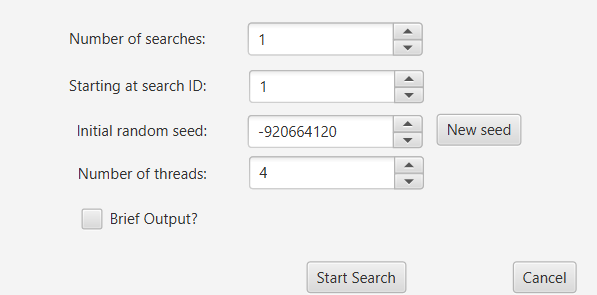 Number of searches: 1
Starting at search ID: 1
Initial random seed: -920664120 New seed
Number of threads: 4
Brief Output?
Start Search Cancel